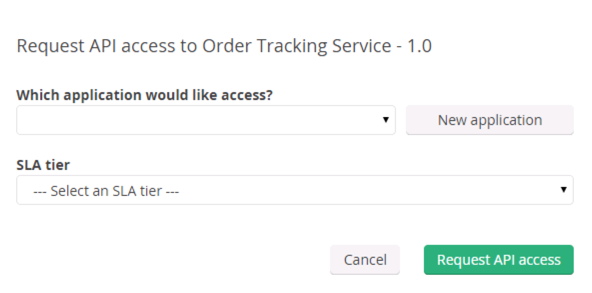 Request API access to Order Tracking Service - 1.0
Which application would like access?
New application
SLA tier
--- Select an SLA tier ---
Cancel
Request API access